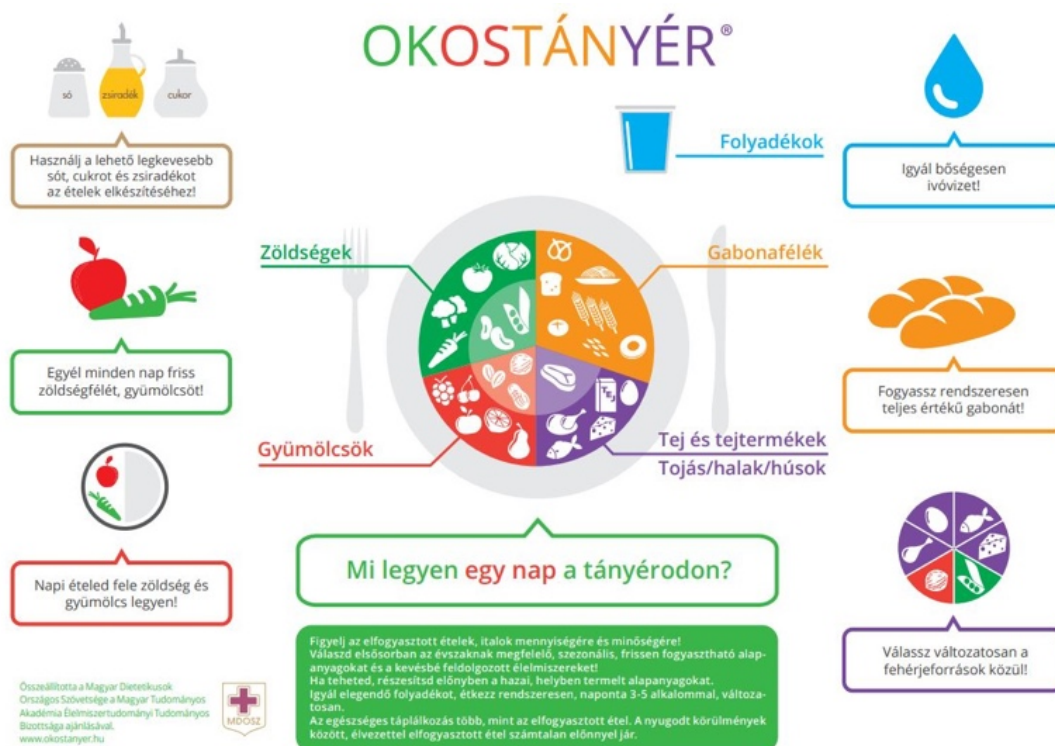 OKOSTÁNYÉR®
só
zsiradék
cukor
Használj a lehető legkevesebb
sót, cukrot és zsiradékot
az ételek elkészítéséhez!
Folyadékok
Igyál bőségesen
ivóvizet!
Zöldségek
Gabonafélék
Egyél minden nap friss
zöldségfélét, gyümölcsöt!
Fogyassz rendszeresen
teljes értékű gabonát!
TEJ
Gyümölcsök
Tej és tejtermékek
Tojás/halak/húsok
Napi ételed fele zöldség és
gyümölcs legyen!
Mi legyen egy nap a tányérodon?
Válassz változatosan a
fehérjeforrások közül!
Figyelj az elfogyasztott ételek, italok mennyiségére és minőségére!
Válaszd elsősorban az évszaknak megfelelő, szezonális, frissen fogyasztható alap-
anyagokat és a kevésbé feldolgozott élelmiszereket!
Ha teheted, részesítsd előnyben a hazai, helyben termelt alapanyagokat.
Igyál elegendő folyadékot, étkezz rendszeresen, naponta 3-5 alkalommal, változa-
tosan.
Az egészséges táplálkozás több, mint az elfogyasztott étel. A nyugodt körülmények
között, élvezettel elfogyasztott étel számtalan előnnyel jár.
Összeállította a Magyar Dietetikusok
Országos Szövetsége a Magyar Tudományos
Akadémia Élelmiszertudományi Tudományos
Bizottsága ajánlásával.
www.okostanyer.hu
MDOSZ